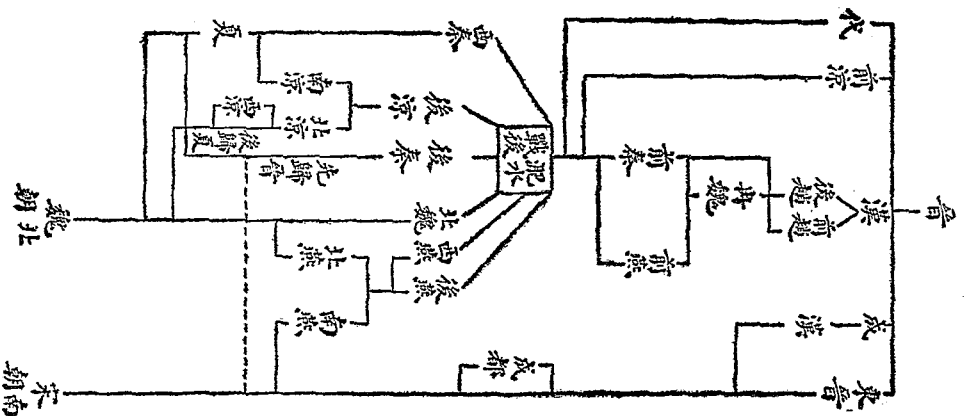 晉
代
前涼
漢
成
漢
東晉
後趙
前趙
冉魏
前秦
前燕
肥水
戰後
成都
西秦
後涼
後秦
北魏
西燕
後燕
南涼
北涼
西涼
夏
先歸晉
後歸夏
北燕
南燕
魏
北朝
宋
南朝